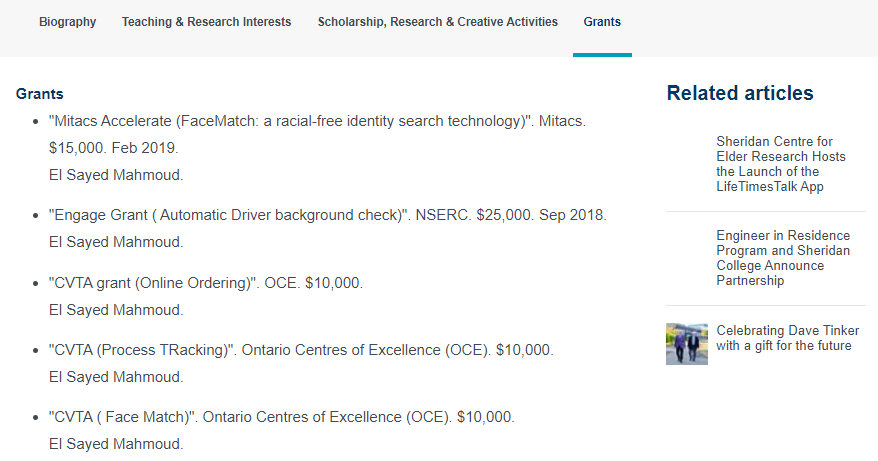 Biography Teaching & Research Interests Scholarship, Research & Creative Activities Grants
Grants
"Mitacs Accelerate (FaceMatch: a racial-free identity search technology)". Mitacs.
$15,000. Feb 2019.
El Sayed Mahmoud.
"Engage Grant ( Automatic Driver background check)". NSERC. $25,000. Sep 2018.
El Sayed Mahmoud.
"CVTA grant (Online Ordering)". OCE. $10,000.
El Sayed Mahmoud.
"CVTA (Process TRacking)". Ontario Centres of Excellence (OCE). $10,000.
El Sayed Mahmoud.
"CVTA ( Face Match)". Ontario Centres of Excellence (OCE). $10,000.
El Sayed Mahmoud.
Related articles
Sheridan Centre for
Elder Research Hosts
the Launch of the
LifeTimesTalk App
Engineer in Residence
Program and Sheridan
College Announce
Partnership
Celebrating Dave Tinker
with a gift for the future